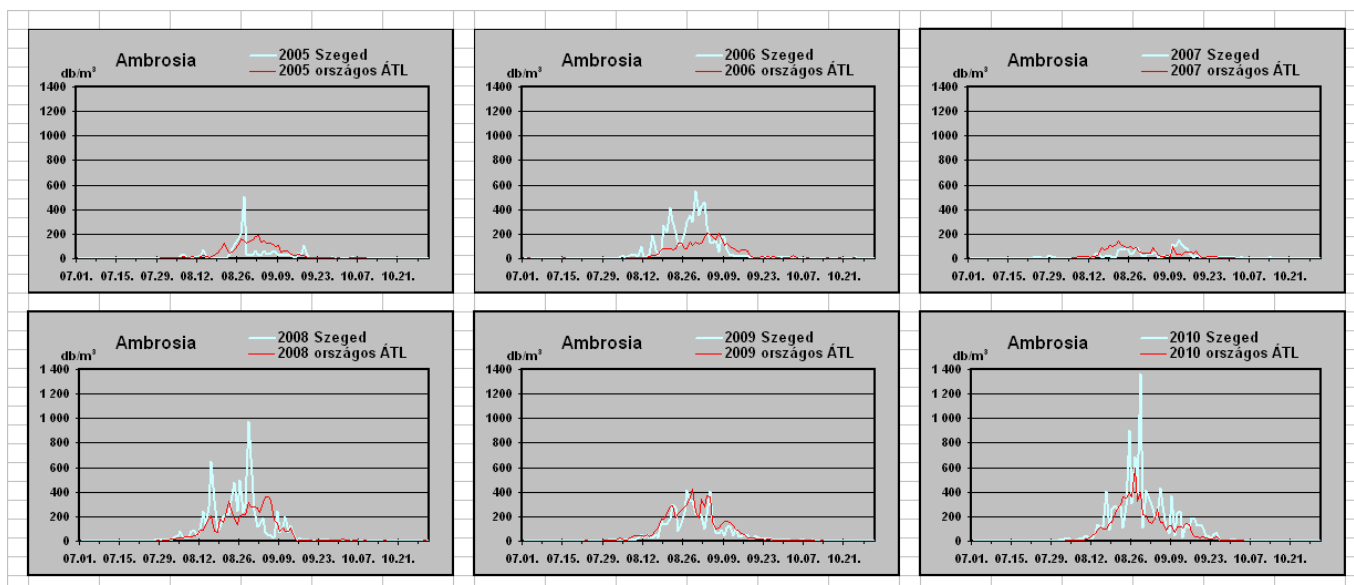 Ambrosia
2005 Szeged
2005 országos ÁTL
db/m³
1400
1200
1000
800
600
400
200
0
07.01. 07.15. 07.29. 08.12. 08.26. 09.09. 09.23. 10.07. 10.21.
Ambrosia
2006 Szeged
2006 országos ÁTL
db/m³
1400
1200
1000
800
600
400
200
0
07.01. 07.15. 07.29. 08.12. 08.26. 09.09. 09.23. 10.07. 10.21.
Ambrosia
2007 Szeged
2007 országos ÁTL
db/m³
1400
1200
1000
800
600
400
200
0
07.01. 07.15. 07.29. 08.12. 08.26. 09.09. 09.23. 10.07. 10.21.
Ambrosia
2008 Szeged
2008 országos ÁTL
db/m³
1 400
1 200
1 000
800
600
400
200
0
07.01. 07.15. 07.29. 08.12. 08.26. 09.09. 09.23. 10.07. 10.21.
Ambrosia
2009 Szeged
2009 országos ÁTL
db/m³
1 400
1 200
1 000
800
600
400
200
0
07.01. 07.15. 07.29. 08.12. 08.26. 09.09. 09.23. 10.07. 10.21.
Ambrosia
2010 Szeged
2010 országos ÁTL
db/m³
1 400
1 200
1 000
800
600
400
200
0
07.01. 07.15. 07.29. 08.12. 08.26. 09.09. 09.23. 10.07. 10.21.